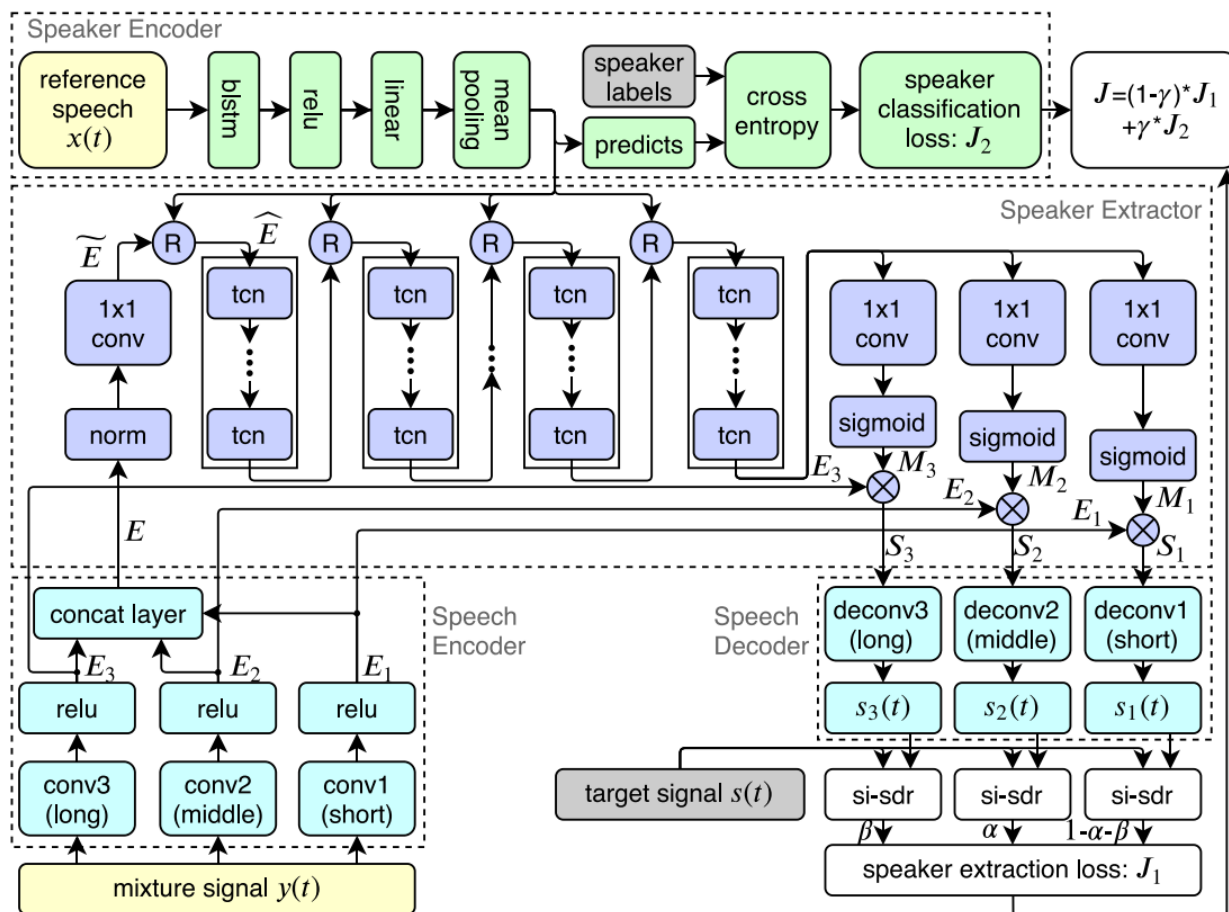 Speaker Encoder
reference
speech
x(t)
blstm
relu
linear
mean
pooling
speaker
labels
predicts
cross
entropy
speaker
classification
loss: J₂
J=(1-γ)*J₁
+γ*J₂
Speaker Extractor
Ẽ
R
Ê
R
R
R
1x1
conv
norm
tcn
tcn
tcn
tcn
tcn
tcn
tcn
tcn
1x1
conv
1x1
conv
1x1
conv
sigmoid
sigmoid
sigmoid
E₃
M₃
E₂
M₂
E₁
M₁
E
S₃
S₂
S₁
concat layer
Speech
Encoder
E₃
E₂
E₁
relu
relu
relu
conv3
(long)
conv2
(middle)
conv1
(short)
mixture signal y(t)
Speech
Decoder
deconv3
(long)
deconv2
(middle)
deconv1
(short)
s₃(t)
s₂(t)
s₁(t)
target signal s(t)
si-sdr
si-sdr
si-sdr
β
α
1-α-β
speaker extraction loss: J₁